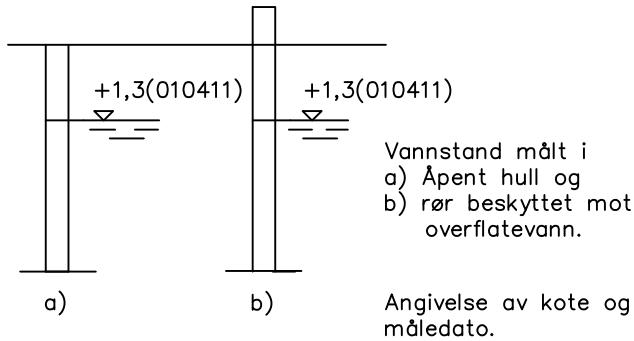 +1,3(010411)
+1,3(010411)
Vannstand målt i
a) Åpent hull og
b) rør beskyttet mot
overflatevann.
a)
b)
Angivelse av kote og
måledato.